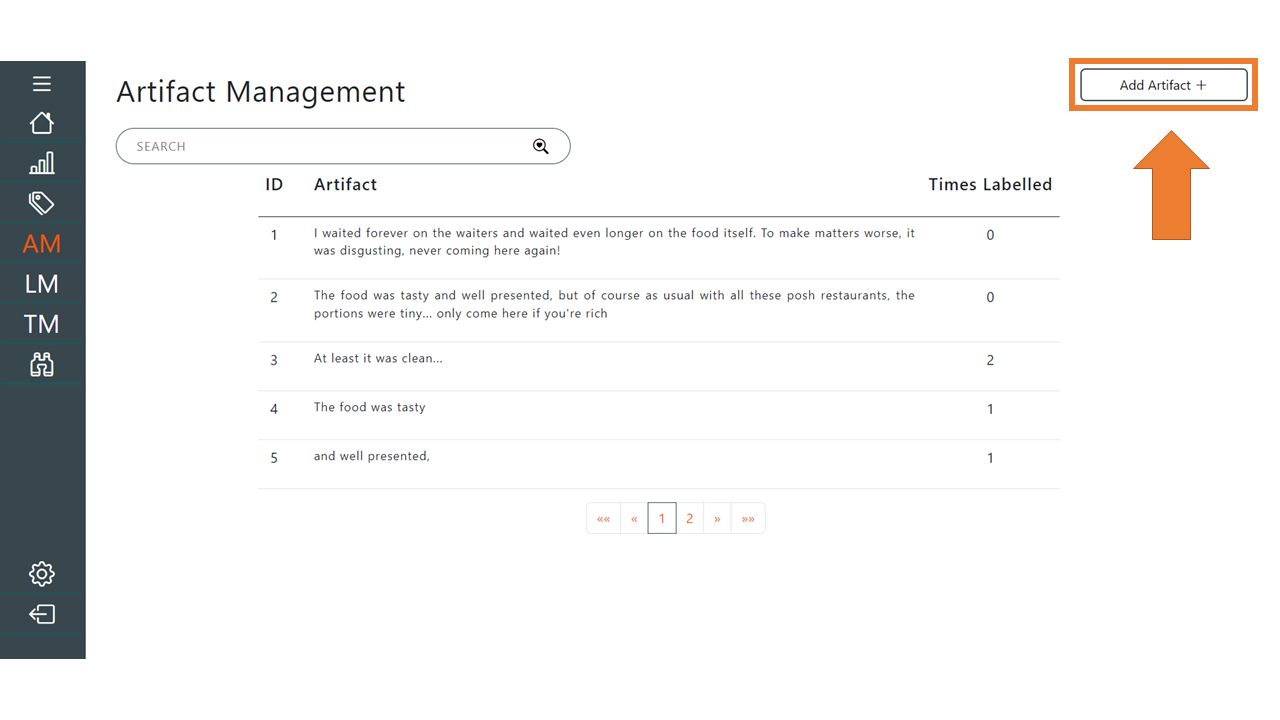 Add Artifact +
Artifact Management
SEARCH
ID Artifact Times Labelled
1 I waited forever on the waiters and waited even longer on the food itself. To make matters worse, it 0
was disgusting, never coming here again!
2 The food was tasty and well presented, but of course as usual with all these posh restaurants, the 0
portions were tiny... only come here if you're rich
3 At least it was clean... 2
4 The food was tasty 1
5 and well presented, 1
«« « 1 2 » »»
AM
LM
TM